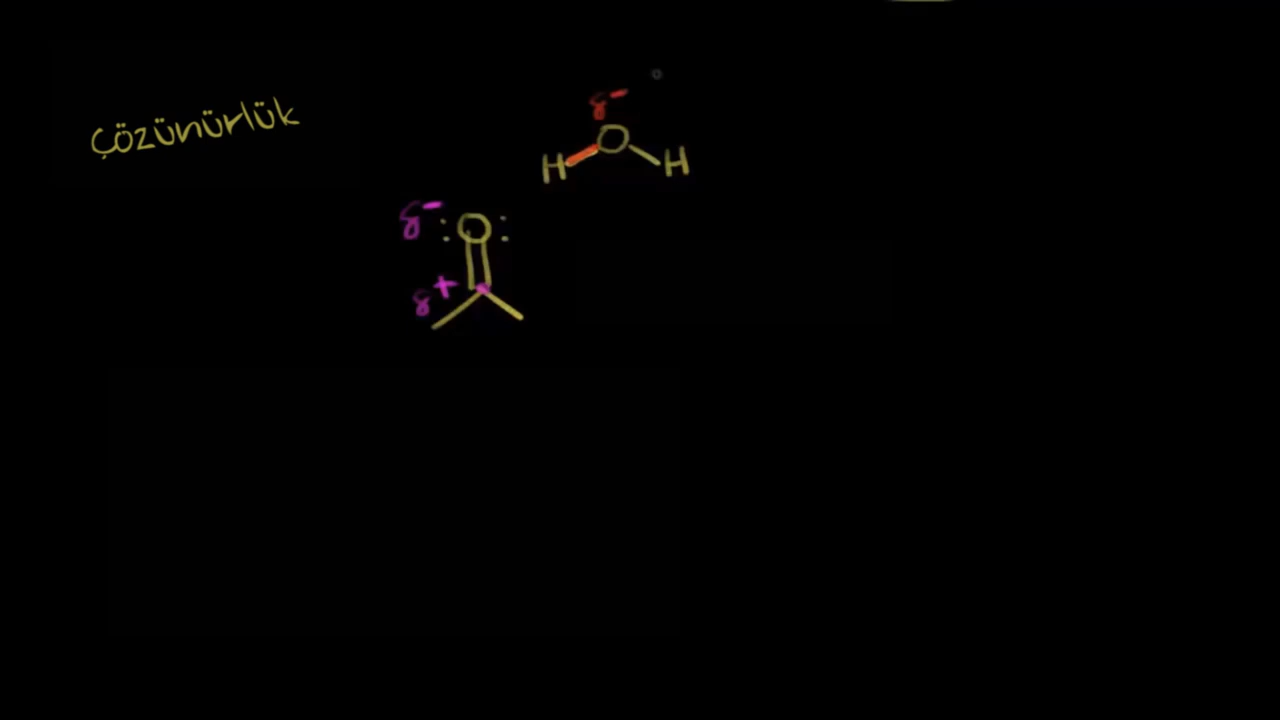 Çözünürlük
δ-
H O H
δ- :O:
δ+